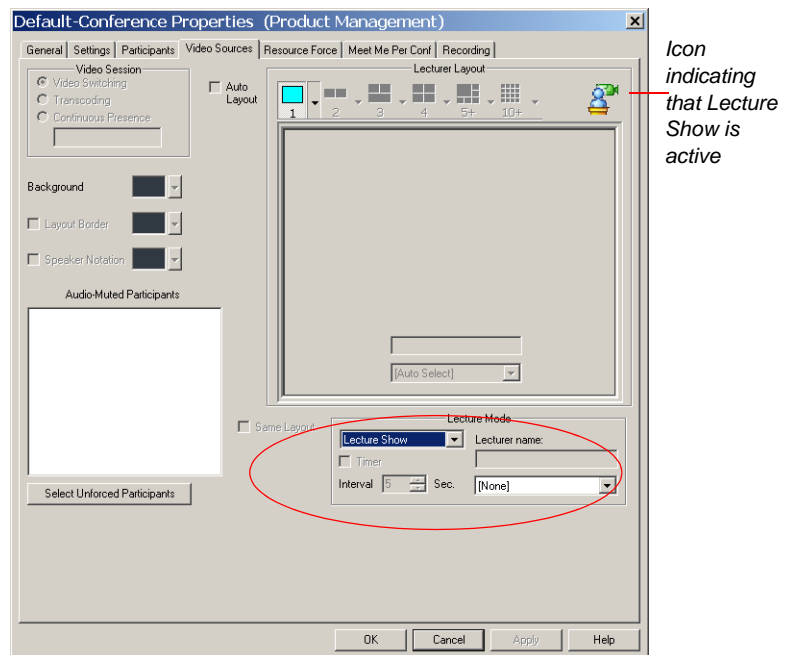 Default-Conference Properties (Product Management)
General Settings Participants Video Sources Resource Force Meet Me Per Conf Recording
Video Session
Video Switching
Transcoding
Continuous Presence
Auto
Layout
Lecturer Layout
1 2 3 4 5+ 10+
Icon
indicating
that Lecture
Show is
active
Background
Layout Border
Speaker Notation
Audio-Muted Participants
[Auto Select]
Same Layout
Lecture Mode
Lecture Show
Lecturer name:
Timer
Interval 5 Sec.
[None]
Select Unforced Participants
OK Cancel Apply Help